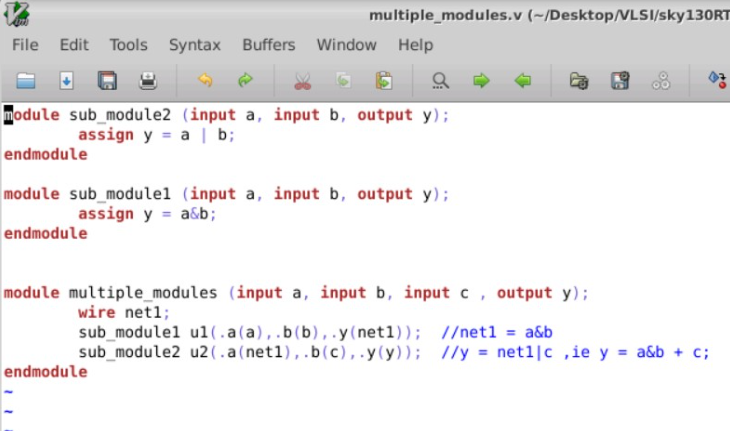 multiple_modules.v (~/Desktop/VLSI/sky130RT
File Edit Tools Syntax Buffers Window Help
module sub_module2 (input a, input b, output y);
assign y = a | b;
endmodule
module sub_module1 (input a, input b, output y);
assign y = a&b;
endmodule
module multiple_modules (input a, input b, input c , output y);
wire net1;
sub_module1 u1(.a(a),.b(b),.y(net1)); //net1 = a&b
sub_module2 u2(.a(net1),.b(c),.y(y)); //y = net1|c ,ie y = a&b + c;
endmodule
~
~
~